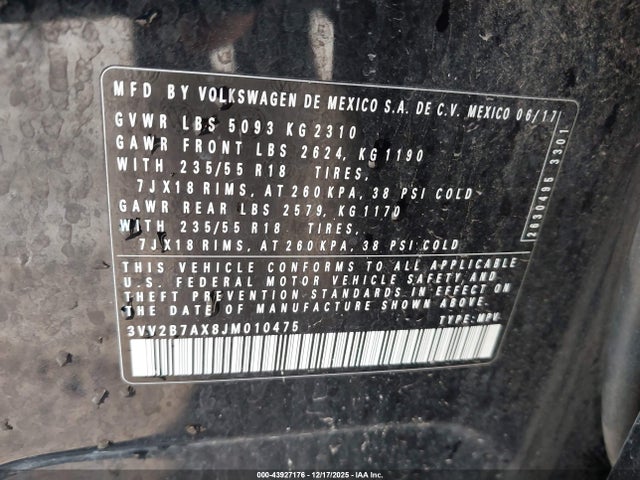 MFD BY VOLKSWAGEN DE MEXICO S.A. DE C.V. MEXICO 06/17
GVWR LBS 5093 KG 2310
GAWR FRONT LBS 2624, KG 1190
WITH 235/55 R18 TIRES,
7JX18 RIMS, AT 260 KPA, 38 PSI COLD
GAWR REAR LBS 2579, KG 1170
WITH 235/55 R18 TIRES,
7JX18 RIMS, AT 260 KPA, 38 PSI COLD
THIS VEHICLE CONFORMS TO ALL APPLICABLE
U.S. FEDERAL MOTOR VEHICLE SAFETY, AND
THEFT PREVENTION STANDARDS IN EFFECT ON
THE DATE OF MANUFACTURE SHOWN ABOVE.
3VV2B7AX8JM010475 TYPE: MPV
2030495 3301
000-43927176 - 12/17/2025 - IAA Inc.